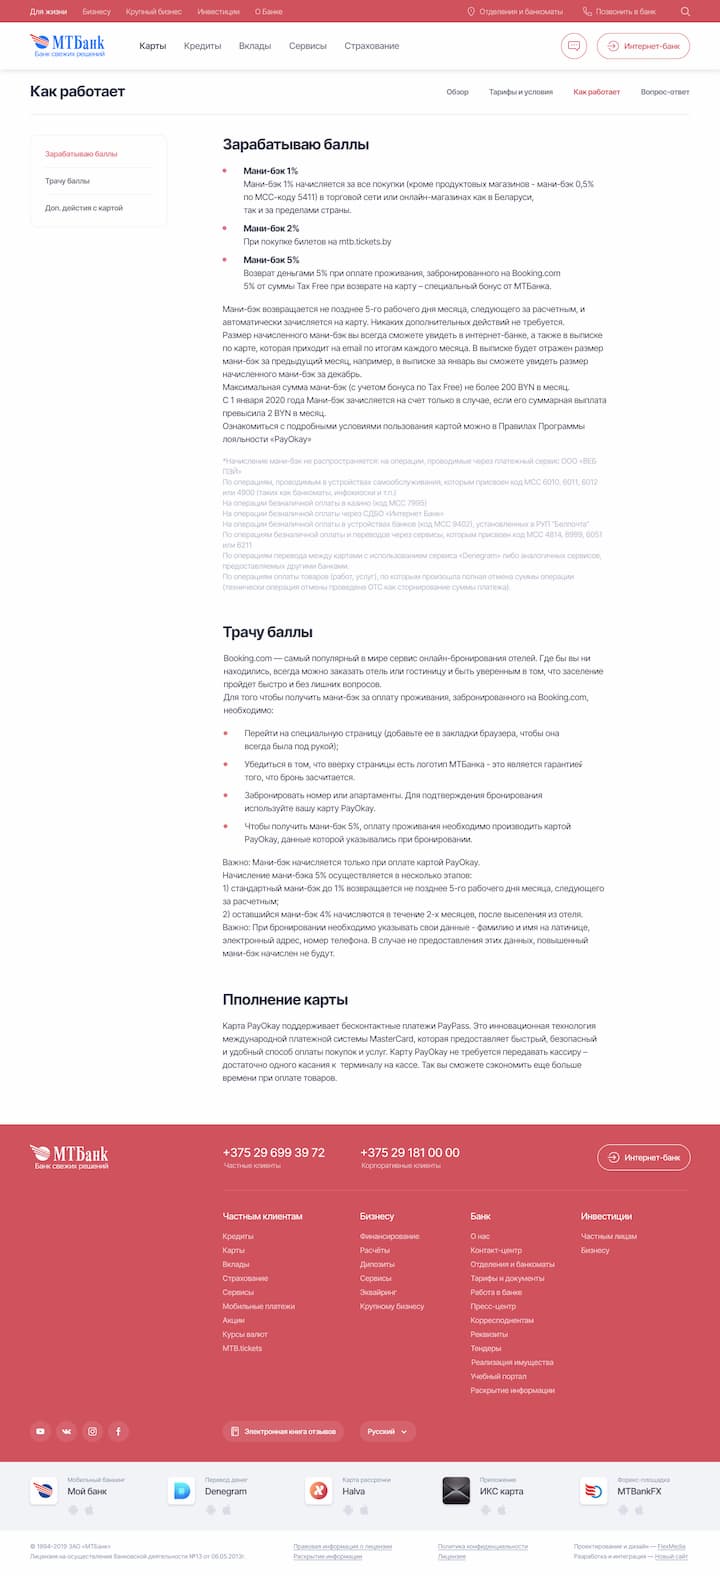 Для жизни Бизнесу Крупный бизнес Инвестиции О Банке Отделения и банкоматы Позвонить в банк
МТБанк
Банк свежих решений
Карты Кредиты Вклады Сервисы Страхование Интернет-банк
Как работает Обзор Тарифы и условия Как работает Вопрос-ответ
Зарабатываю баллы
Трачу баллы
Доп. дейстия с картой
Зарабатываю баллы
Мани-бэк 1%
Мани-бэк 1% начисляется за все покупки (кроме продуктовых магазинов - мани-бэк 0,5%
по МСС-коду 5411) в торговой сети или онлайн-магазинах как в Беларуси,
так и за пределами страны.
Мани-бэк 2%
При покупке билетов на mtb.tickets.by
Мани-бэк 5%
Возврат деньгами 5% при оплате проживания, забронированного на Booking.com
5% от суммы Tax Free при возврате на карту – специальный бонус от МТБанка.
Мани-бэк возвращается не позднее 5-го рабочего дня месяца, следующего за расчетным, и
автоматически зачисляется на карту. Никаких дополнительных действий не требуется.
Размер начисленного мани-бэк вы всегда сможете увидеть в интернет-банке, а также в выписке
по карте, которая приходит на email по итогам каждого месяца. В выписке будет отражен размер
мани-бэк за предыдущий месяц, например, в выписке за январь вы сможете увидеть размер
начисленного мани-бэк за декабрь.
Максимальная сумма мани-бэк (с учетом бонуса по Tax Free) не более 200 BYN в месяц.
С 1 января 2020 года Мани-бэк зачисляется на счет только в случае, если его суммарная выплата
превысила 2 BYN в месяц.
Ознакомиться с подробными условиями пользования картой можно в Правилах Программы
лояльности «PayOkay»
*Начисление мани-бэк не распространяется: на операции, проводимые через платежный сервис ООО «ВЕБ
ПЭЙ»
По операциям, проводимым в устройствах самообслуживания, которым присвоен код МСС 6010, 6011, 6012
или 4900 (таких как банкоматы, инфокиоски и т.п.)
На операции безналичной оплаты в казино (код МСС 7995)
На операции безналичной оплаты через СДБО «Интернет Банк»
На операции безналичной оплаты в устройствах банков (код МСС 9402), установленных в РУП "Белпочта"
По операциям безналичной оплаты и переводов через сервисы, которым присвоен код МСС 4814, 8999, 6051
или 6211
По операциям перевода между картами с использованием сервиса «Denegram» либо аналогичных сервисов,
предоставляемых другими банками.
По операциям оплаты товаров (работ, услуг), по которым произошла полная отмена суммы операции
(технически операция отмены проведена ОТС как сторнирование суммы платежа).
Трачу баллы
Booking.com — самый популярный в мире сервис онлайн-бронирования отелей. Где бы вы ни
находились, всегда можно заказать отель или гостиницу и быть уверенным в том, что заселение
пройдет быстро и без лишних вопросов.
Для того чтобы получить мани-бэк за оплату проживания, забронированного на Booking.com,
необходимо:
Перейти на специальную страницу (добавьте ее в закладки браузера, чтобы она
всегда была под рукой);
Убедиться в том, что вверху страницы есть логотип МТБанка - это является гарантией
того, что бронь засчитается.
Забронировать номер или апартаменты. Для подтверждения бронирования
используйте вашу карту PayOkay.
Чтобы получить мани-бэк 5%, оплату проживания необходимо производить картой
PayOkay, данные которой указывались при бронировании.
Важно: Мани-бэк начисляется только при оплате картой PayOkay.
Начисление мани-бэка 5% осуществляется в несколько этапов:
1) стандартный мани-бэк до 1% возвращается не позднее 5-го рабочего дня месяца, следующего
за расчетным;
2) оставшийся мани-бэк 4% начисляются в течение 2-х месяцев, после выселения из отеля.
Важно: При бронировании необходимо указывать свои данные - фамилию и имя на латинице,
электронный адрес, номер телефона. В случае не предоставления этих данных, повышенный
мани-бэк начислен не будут.
Пполнение карты
Карта PayOkay поддерживает бесконтактные платежи PayPass. Это инновационная технология
международной платежной системы MasterCard, которая предоставляет быстрый, безопасный
и удобный способ оплаты покупок и услуг. Карту PayOkay не требуется передавать кассиру –
достаточно одного касания к терминалу на кассе. Так вы сможете сэкономить еще больше
времени при оплате товаров.
МТБанк
Банк свежих решений
+375 29 699 39 72 +375 29 181 00 00 Интернет-банк
Частные клиенты Корпоративные клиенты
Частным клиентам
Кредиты
Карты
Вклады
Страхование
Сервисы
Мобильные платежи
Акции
Курсы валют
MTB.tickets
Бизнесу
Финансирование
Расчёты
Дипозиты
Сервисы
Эквайринг
Крупному бизнесу
Банк
О нас
Контакт-центр
Отделения и банкоматы
Тарифы и документы
Работа в банке
Пресс-центр
Корреспондентам
Реквизиты
Тендеры
Реализация имущества
Учебный портал
Раскрытие информации
Инвестиции
Частным лицам
Бизнесу
Электронная книга отзывов Русский
Мобильный банкинг
Мой банк
Перевод денег
Denegram
Карта рассрочки
Halva
Приложение
ИКС карта
Форекс-площадка
MTBankFX
© 1994-2019 ЗАО «МТБанк» Правовая информация о лицензии Политика конфиденциальности Проектирование и дизайн — FlexMedia
Лицензия на осуществление банковской деятельности №13 от 06.05.2013г. Раскрытие информации Лицензия Разработка и интеграция — Новый сайт